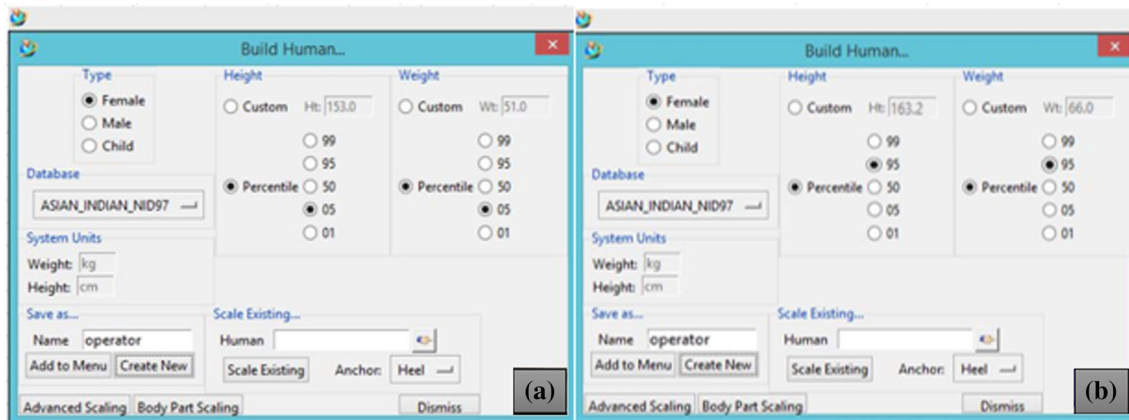 Build Human...
Type
Female
Male
Child
Height
Custom Ht: 153.0
99
95
Percentile 50
05
01
Weight
Custom Wt: 51.0
99
95
Percentile 50
05
01
Database
ASIAN_INDIAN_NID97
System Units
Weight: kg
Height: cm
Save as...
Name operator
Add to Menu Create New
Scale Existing...
Human
Scale Existing Anchor: Heel
Advanced Scaling Body Part Scaling Dismiss
(a)
Build Human...
Type
Female
Male
Child
Height
Custom Ht: 163.2
99
95
Percentile 50
05
01
Weight
Custom Wt: 66.0
99
95
Percentile 50
05
01
Database
ASIAN_INDIAN_NID97
System Units
Weight: kg
Height: cm
Save as...
Name operator
Add to Menu Create New
Scale Existing...
Human
Scale Existing Anchor: Heel
Advanced Scaling Body Part Scaling Dismiss
(b)